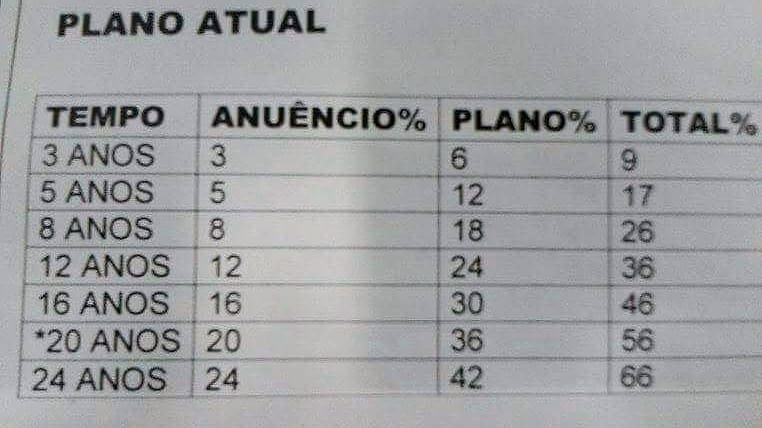 PLANO ATUAL
TEMPO ANUÊNCIO% PLANO% TOTAL%
3 ANOS 3 6 9
5 ANOS 5 12 17
8 ANOS 8 18 26
12 ANOS 12 24 36
16 ANOS 16 30 46
*20 ANOS 20 36 56
24 ANOS 24 42 66